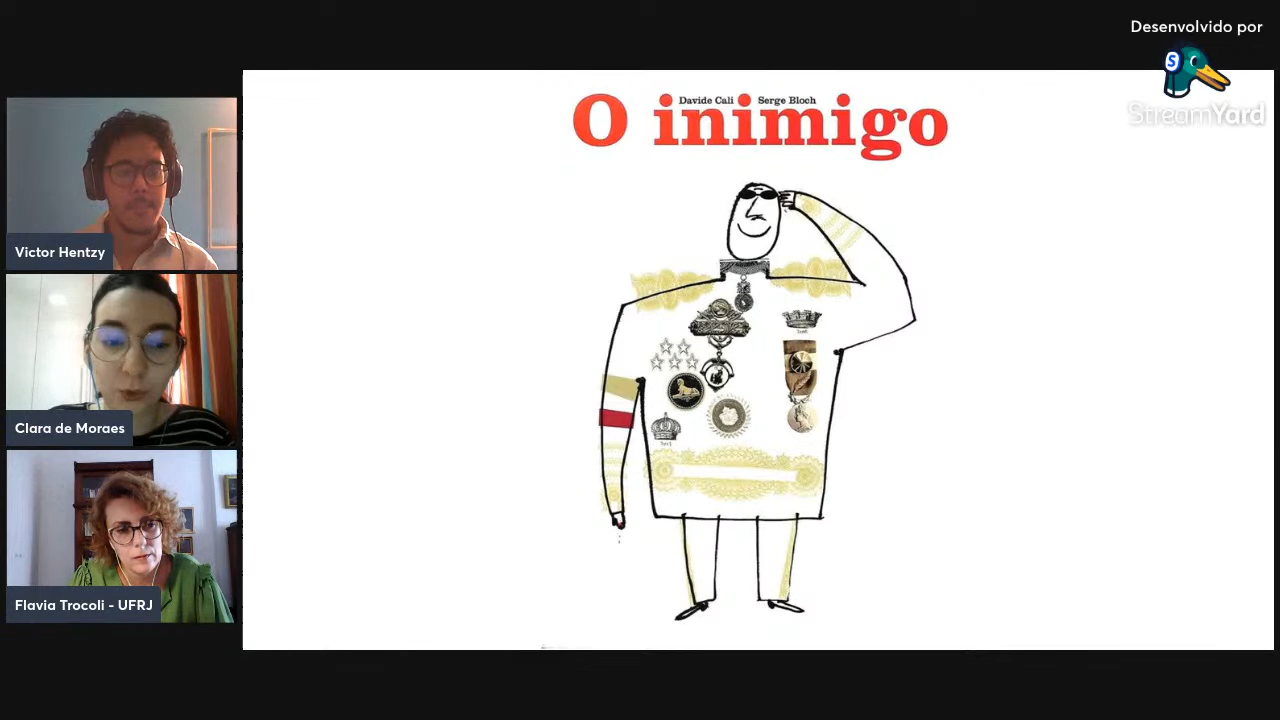 Desenvolvido por
StreamYard
Davide Cali Serge Bloch
O inimigo
Victor Hentzy
Clara de Moraes
Flavia Trocoli - UFRJ